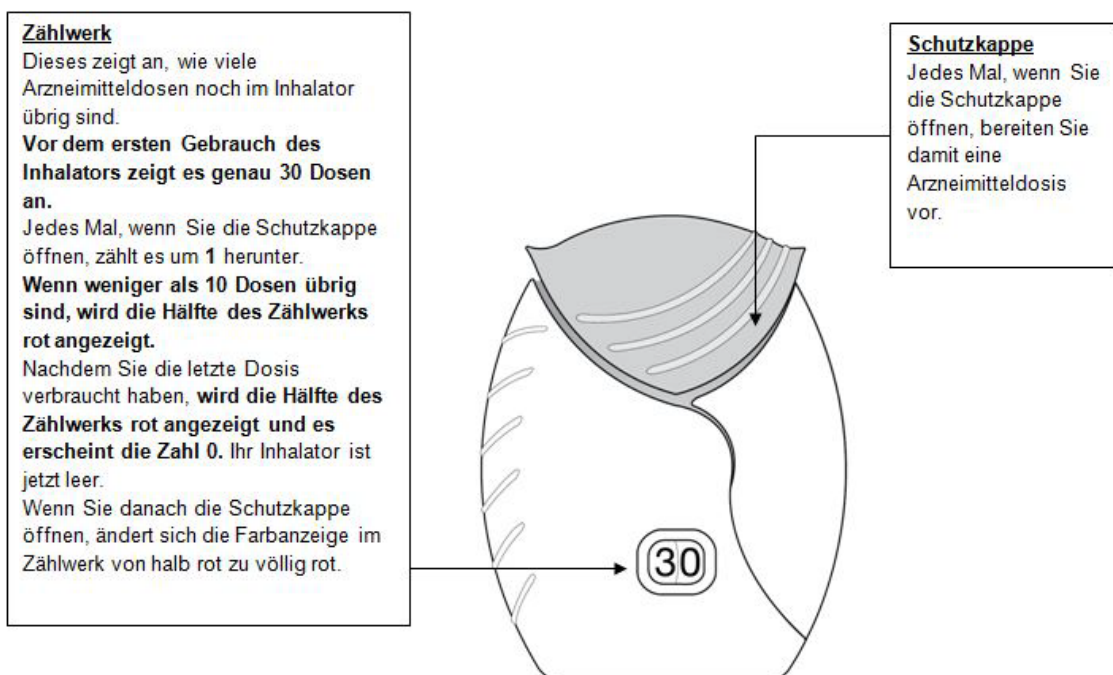 Zählwerk
Dieses zeigt an, wie viele
Arzneimitteldosen noch im Inhalator
übrig sind.
Vor dem ersten Gebrauch des
Inhalators zeigt es genau 30 Dosen
an.
Jedes Mal, wenn Sie die Schutzkappe
öffnen, zählt es um 1 herunter.
Wenn weniger als 10 Dosen übrig
sind, wird die Hälfte des Zählwerks
rot angezeigt.
Nachdem Sie die letzte Dosis
verbraucht haben, wird die Hälfte des
Zählwerks rot angezeigt und es
erscheint die Zahl 0. Ihr Inhalator ist
jetzt leer.
Wenn Sie danach die Schutzkappe
öffnen, ändert sich die Farbanzeige im
Zählwerk von halb rot zu völlig rot.
Schutzkappe
Jedes Mal, wenn Sie
die Schutzkappe
öffnen, bereiten Sie
damit eine
Arzneimitteldosis
vor.
30